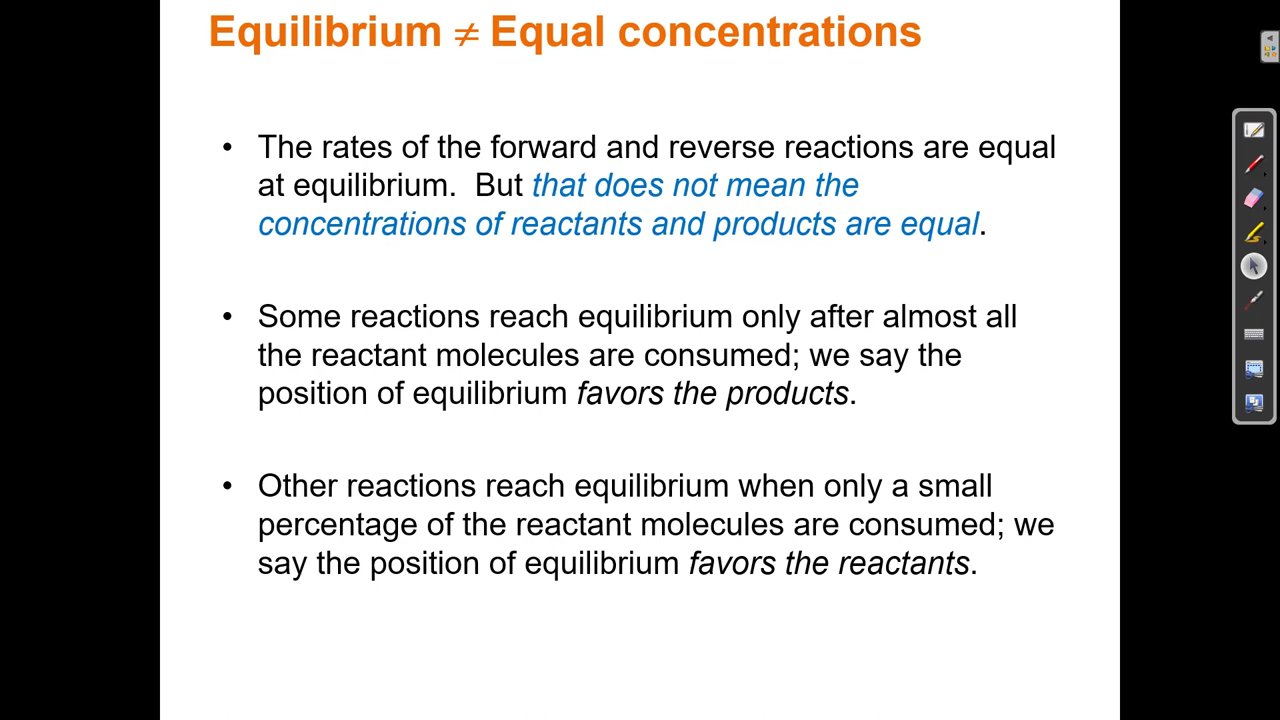 Equilibrium ≠ Equal concentrations
• The rates of the forward and reverse reactions are equal
at equilibrium. But that does not mean the
concentrations of reactants and products are equal.
• Some reactions reach equilibrium only after almost all
the reactant molecules are consumed; we say the
position of equilibrium favors the products.
• Other reactions reach equilibrium when only a small
percentage of the reactant molecules are consumed; we
say the position of equilibrium favors the reactants.